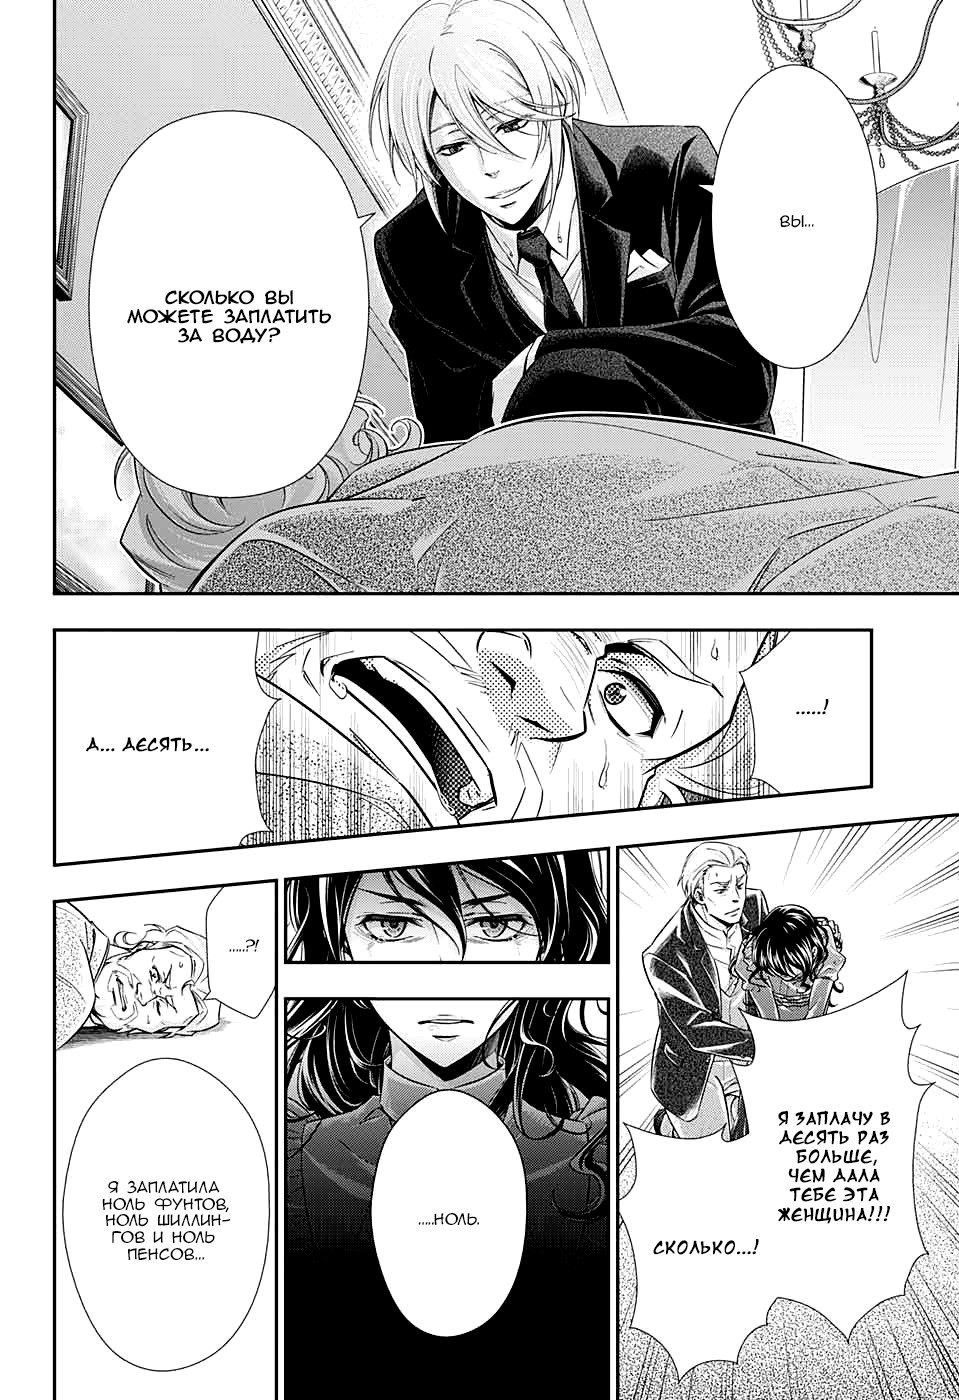 ВЫ...
СКОЛЬКО ВЫ
МОЖЕТЕ ЗАПЛАТИТЬ
ЗА ВОДУ?
......!
Д... ДЕСЯТЬ...
Я ЗАПЛАЧУ В
ДЕСЯТЬ РАЗ
БОЛЬШЕ,
ЧЕМ ДАЛА
ТЕБЕ ЭТА
ЖЕНЩИНА!!!
СКОЛЬКО...!
.....НОЛЬ.
......?!
Я ЗАПЛАТИЛА
НОЛЬ ФУНТОВ,
НОЛЬ ШИЛЛИН-
ГОВ И НОЛЬ
ПЕНСОВ...